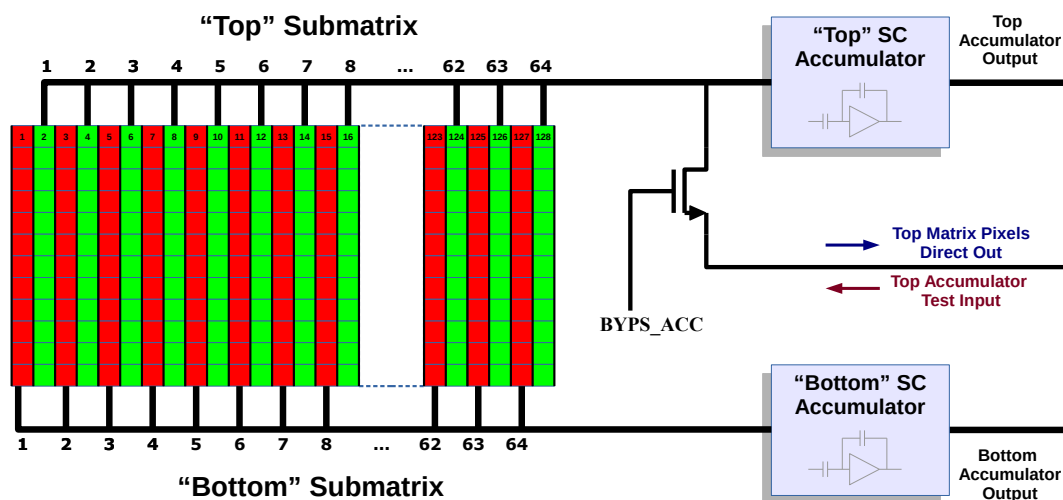 “Top” Submatrix
1 2 3 4 5 6 7 8 ... 62 63 64
“Top” SC
Accumulator
Top
Accumulator
Output
1 2 3 4 5 6 7 8 9 10 11 12 13 14 15 16 123 124 125 126 127 128
Top Matrix Pixels
Direct Out
Top Accumulator
Test Input
BYPS_ACC
“Bottom” SC
Accumulator
1 2 3 4 5 6 7 8 ... 62 63 64
Bottom
Accumulator
Output
“Bottom” Submatrix